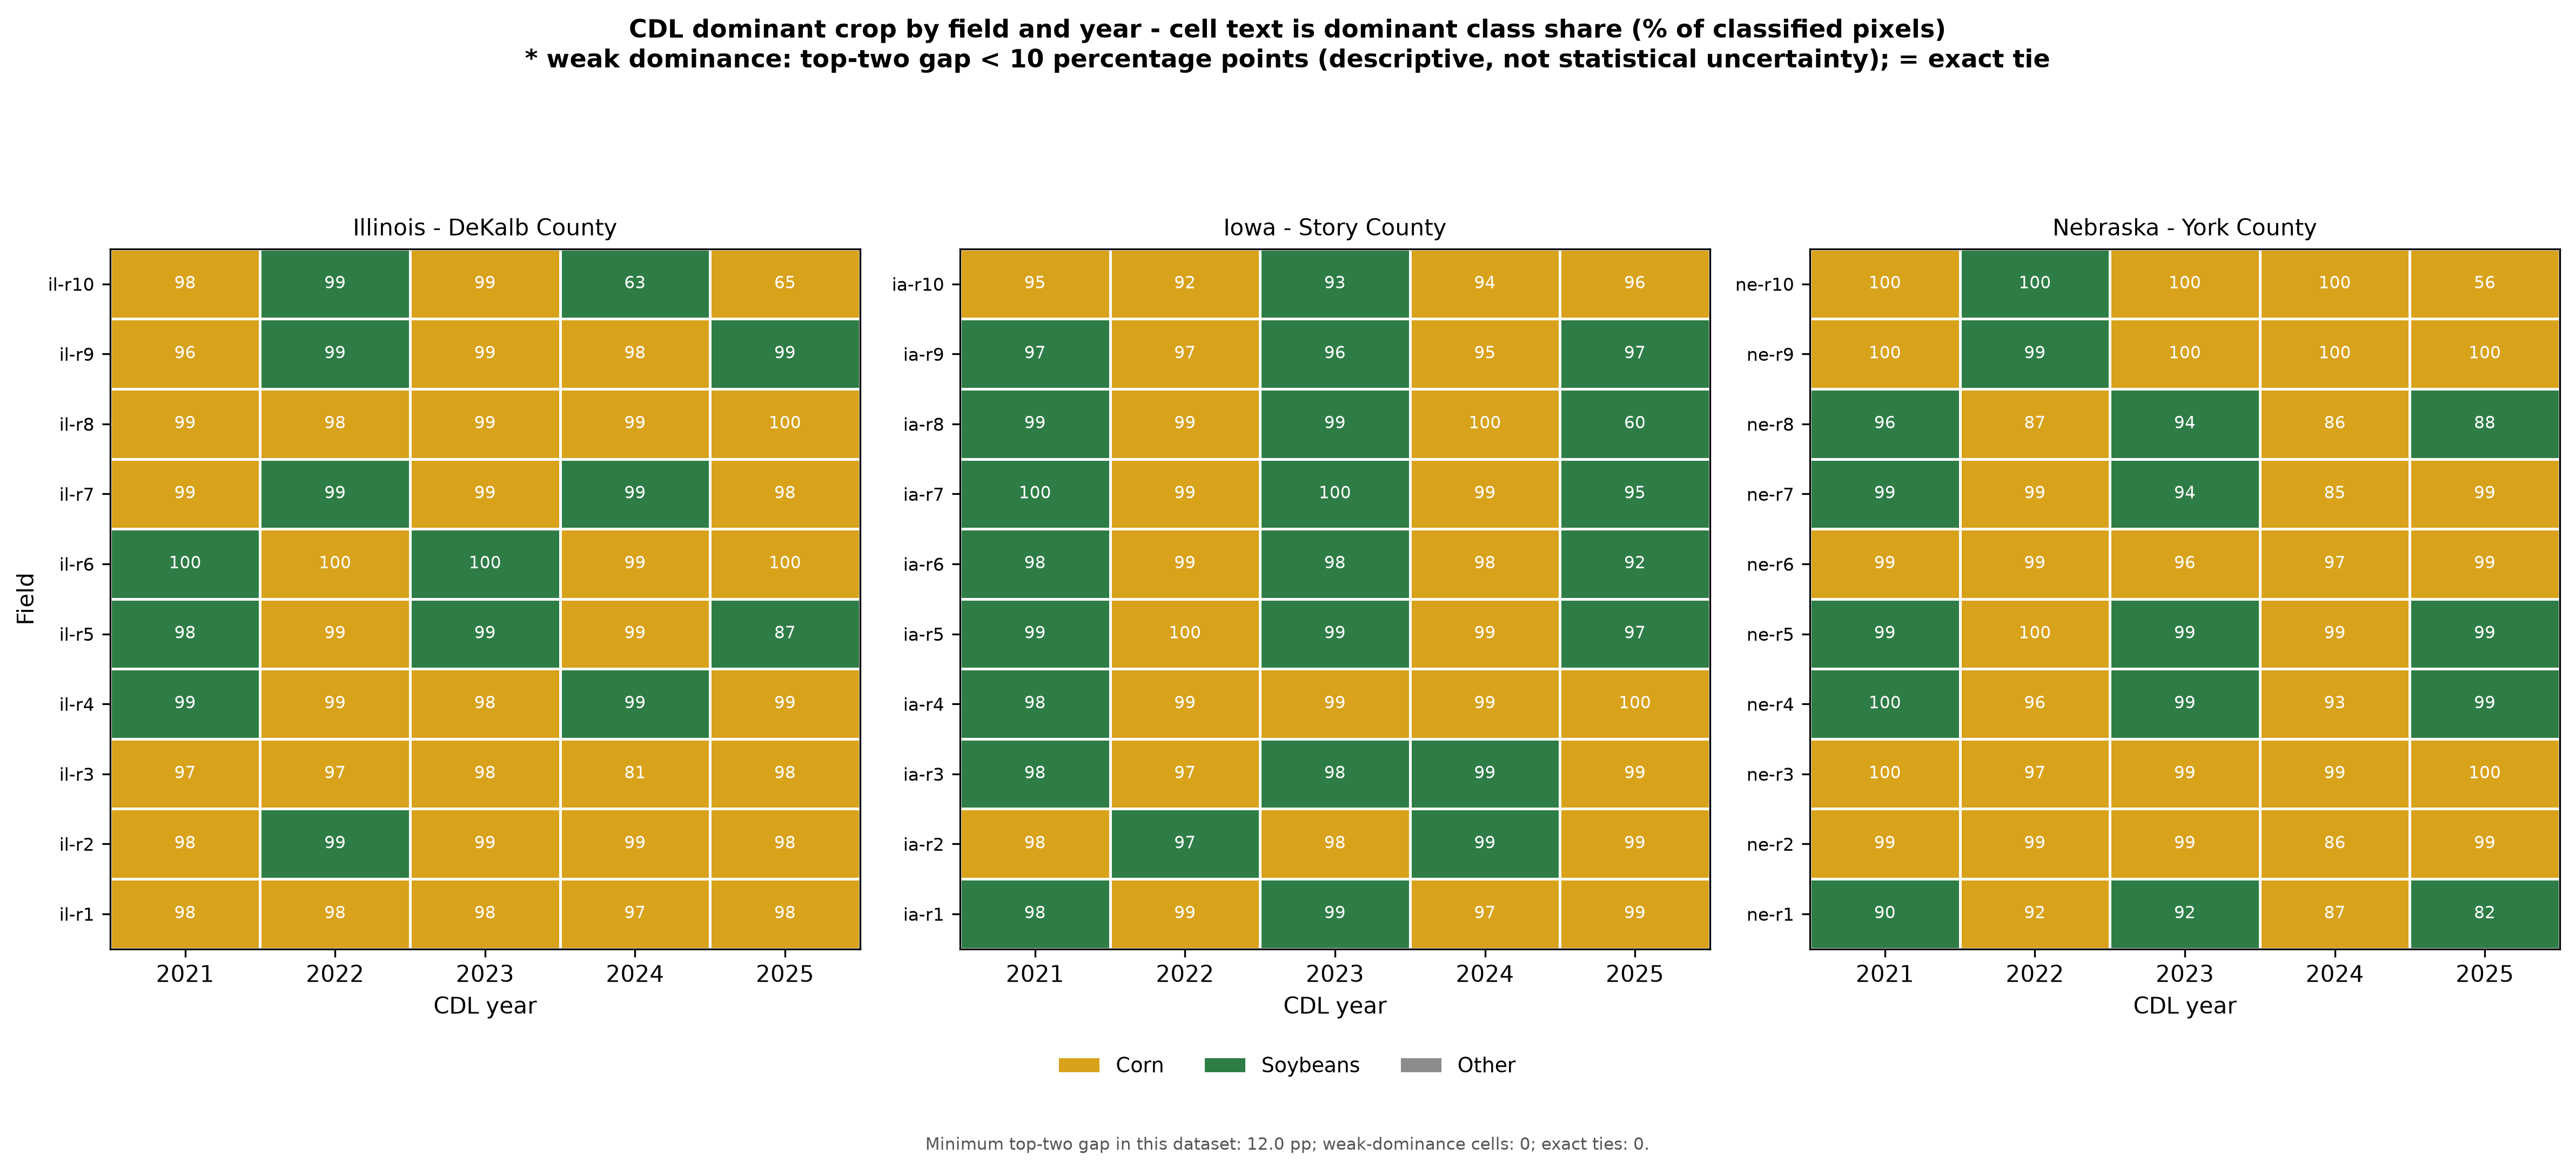 CDL dominant crop by field and year - cell text is dominant class share (% of classified pixels)
* weak dominance: top-two gap < 10 percentage points (descriptive, not statistical uncertainty); = exact tie
Illinois - DeKalb County
Field
il-r10 98 99 99 63 65
il-r9 96 99 99 98 99
il-r8 99 98 99 99 100
il-r7 99 99 99 99 98
il-r6 100 100 100 99 100
il-r5 98 99 99 99 87
il-r4 99 99 98 99 99
il-r3 97 97 98 81 98
il-r2 98 99 99 99 98
il-r1 98 98 98 97 98
2021 2022 2023 2024 2025
CDL year
Iowa - Story County
ia-r10 95 92 93 94 96
ia-r9 97 97 96 95 97
ia-r8 99 99 99 100 60
ia-r7 100 99 100 99 95
ia-r6 98 99 98 98 92
ia-r5 99 100 99 99 97
ia-r4 98 99 99 99 100
ia-r3 98 97 98 99 99
ia-r2 98 97 98 99 99
ia-r1 98 99 99 97 99
2021 2022 2023 2024 2025
CDL year
Nebraska - York County
ne-r10 100 100 100 100 56
ne-r9 100 99 100 100 100
ne-r8 96 87 94 86 88
ne-r7 99 99 94 85 99
ne-r6 99 99 96 97 99
ne-r5 99 100 99 99 99
ne-r4 100 96 99 93 99
ne-r3 100 97 99 99 100
ne-r2 99 99 99 86 99
ne-r1 90 92 92 87 82
2021 2022 2023 2024 2025
CDL year
Corn Soybeans Other
Minimum top-two gap in this dataset: 12.0 pp; weak-dominance cells: 0; exact ties: 0.